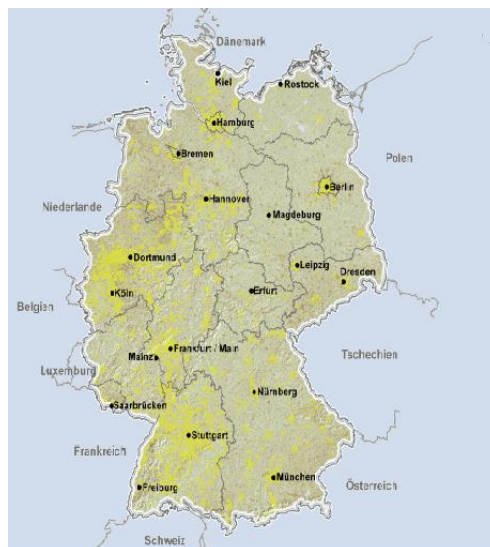 Dänemark
Kiel
Rostock
Hamburg
Bremen
Polen
Berlin
Hannover
Niederlande
Magdeburg
Dortmund
Leipzig
Dresden
Köln
Erfurt
Belgien
Frankfurt / Main
Mainz
Tschechien
Luxemburg
Nürnberg
Saarbrücken
Stuttgart
Frankreich
München
Freiburg
Österreich
Schweiz